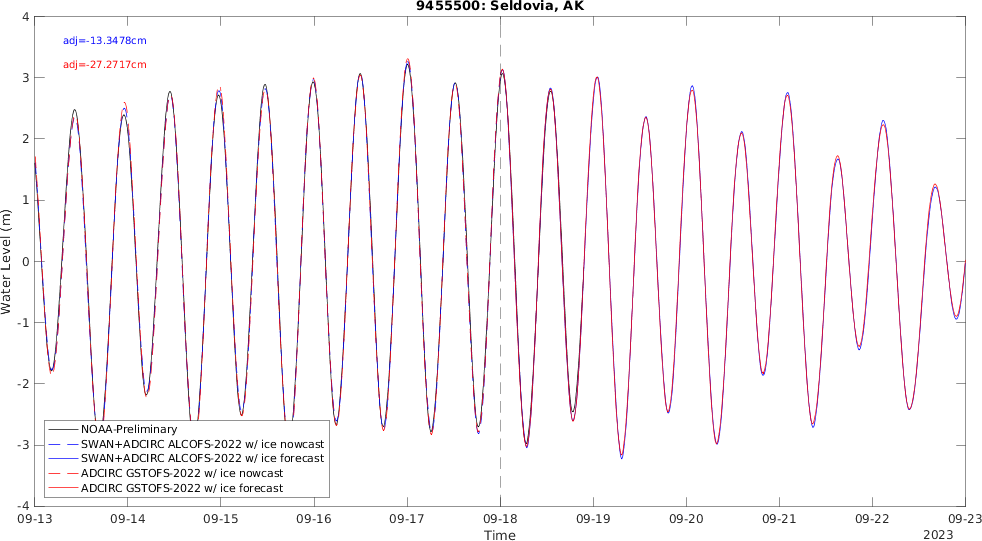 9455500: Seldovia, AK
adj=-13.3478cm
adj=-27.2717cm
4
3
2
1
0
-1
-2
-3
-4
Water Level (m)
NOAA-Preliminary
SWAN+ADCIRC ALCOFS-2022 w/ ice nowcast
SWAN+ADCIRC ALCOFS-2022 w/ ice forecast
ADCIRC GSTOFS-2022 w/ ice nowcast
ADCIRC GSTOFS-2022 w/ ice forecast
09-13 09-14 09-15 09-16 09-17 09-18 09-19 09-20 09-21 09-22 09-23
Time
2023